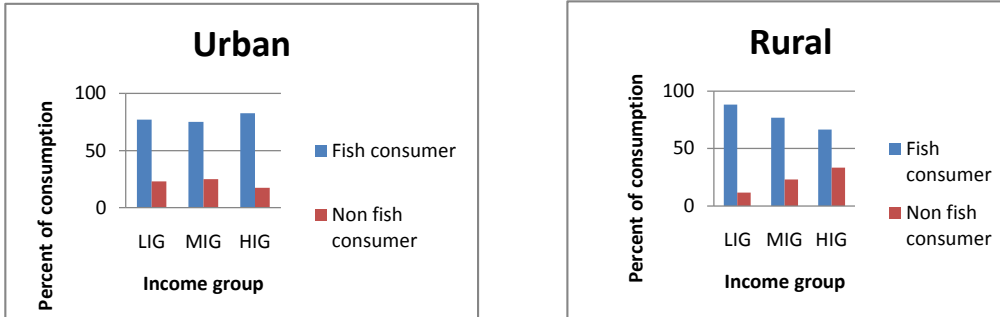 Urban
Percent of consumption
100
50
0
LIG MIG HIG
Income group
Fish consumer
Non fish
consumer
Rural
Percent of consumption
100
50
0
LIG MIG HIG
Income group
Fish
consumer
Non fish
consumer